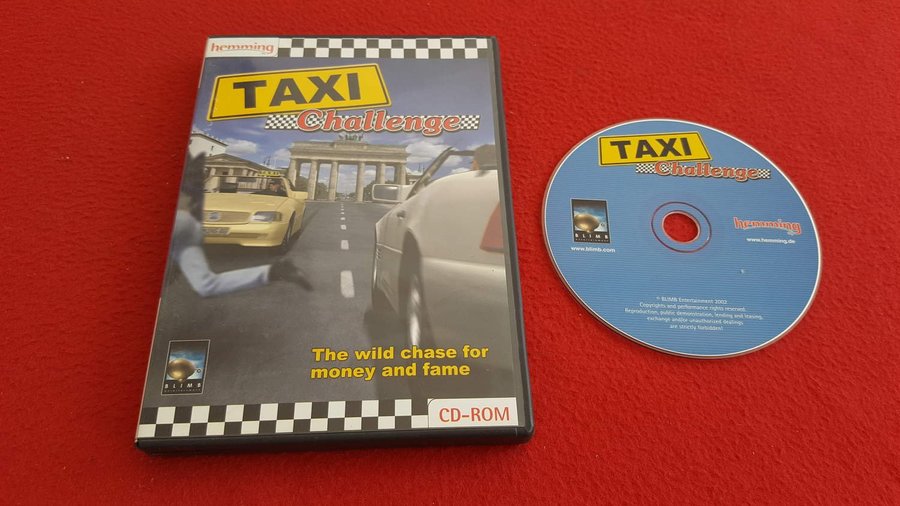 hemming
TAXI
Challenge
TAXI
The wild chase for
money and fame
BLIMB
CD-ROM
TAXI
Challenge
BLIMB
www.blimb.com
hemming
www.hemming.de
© BLIMB Entertainment 2002
Copyrights and performance rights reserved.
Reproduction, public demonstration, lending and leasing,
exchange and/or unauthorized dealings
are strictly forbidden!